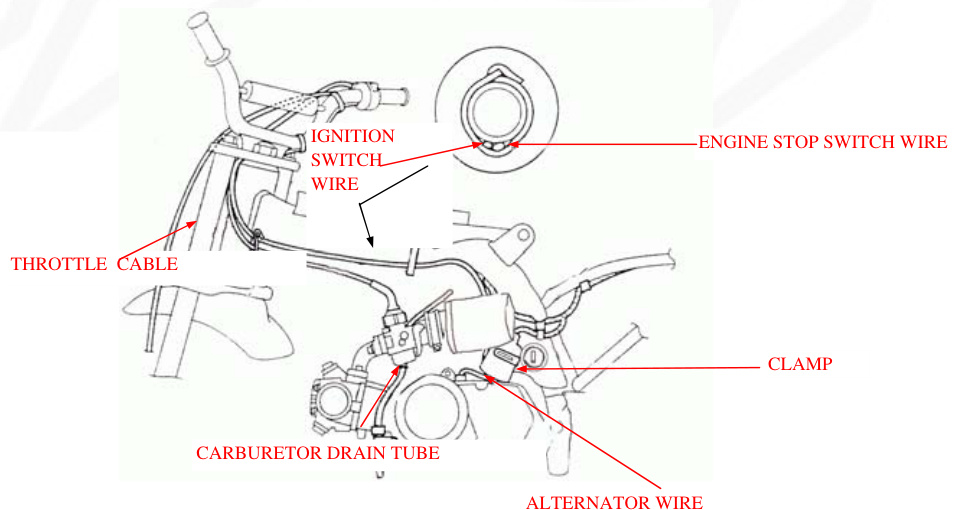 IGNITION
SWITCH
WIRE
ENGINE STOP SWITCH WIRE
THROTTLE CABLE
CLAMP
CARBURETOR DRAIN TUBE
ALTERNATOR WIRE